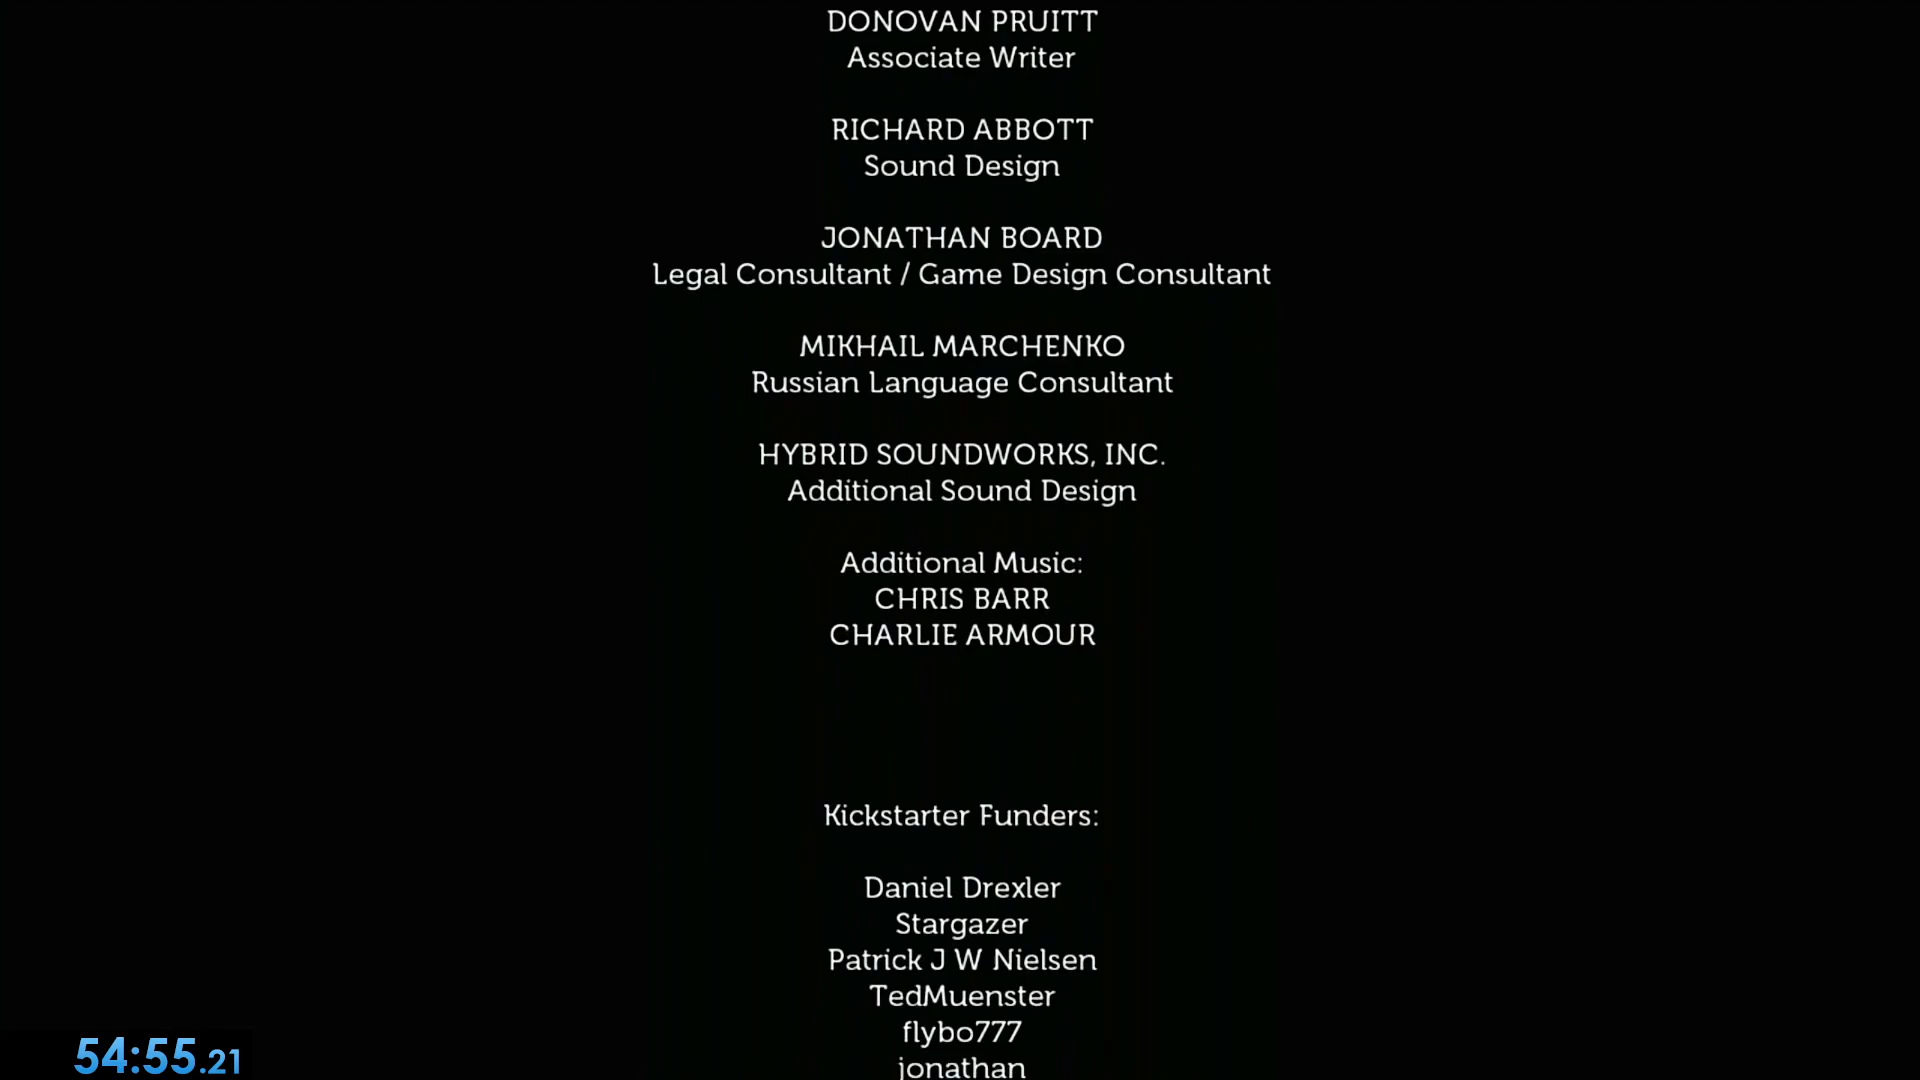 DONOVAN PRUITT
Associate Writer
RICHARD ABBOTT
Sound Design
JONATHAN BOARD
Legal Consultant / Game Design Consultant
MIKHAIL MARCHENKO
Russian Language Consultant
HYBRID SOUNDWORKS, INC.
Additional Sound Design
Additional Music:
CHRIS BARR
CHARLIE ARMOUR
Kickstarter Funders:
Daniel Drexler
Stargazer
Patrick J W Nielsen
TedMuenster
flybo777
jonathan
54:55.21